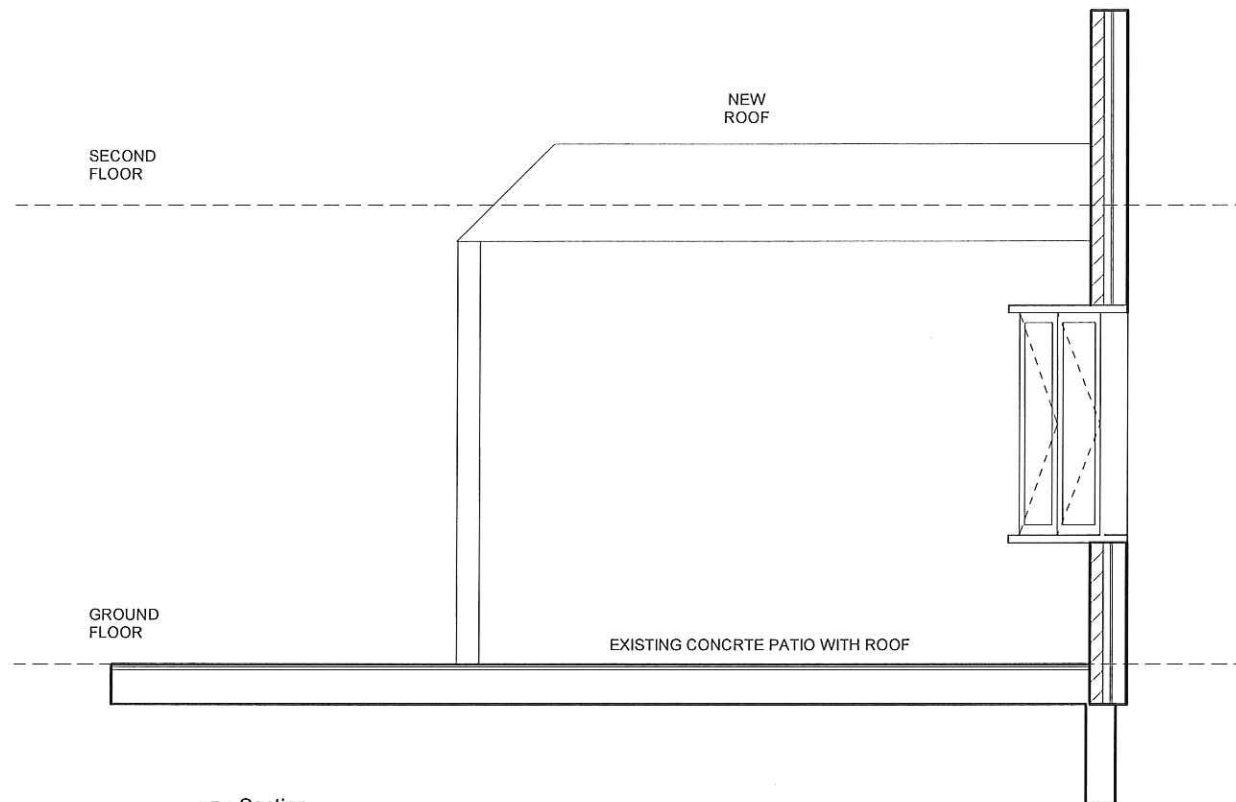 NEW
ROOF
SECOND
FLOOR
GROUND
FLOOR
EXISTING CONCRTE PATIO WITH ROOF
Section